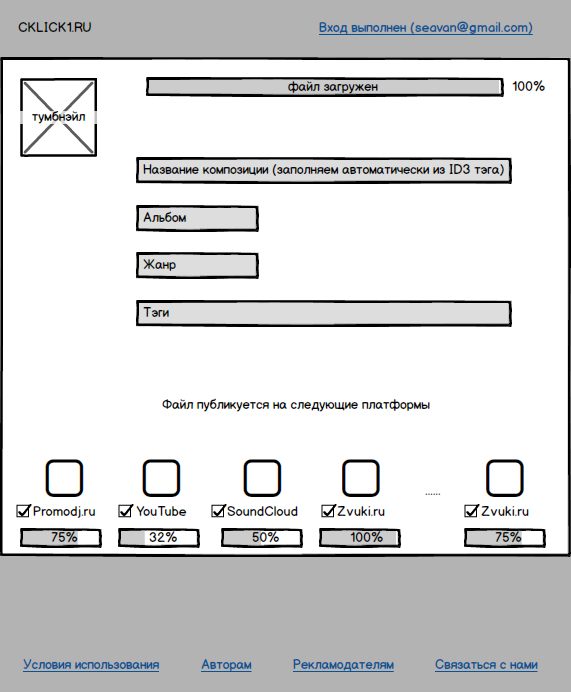 CKLICK1.RU
Вход выполнен (seavan@gmail.com)
файл загружен 100%
тумбнэйл
Название композиции (заполняем автоматически из ID3 тэга)
Альбом
Жанр
Тэги
Файл публикуется на следующие платформы
......
Promodj.ru YouTube SoundCloud Zvuki.ru Zvuki.ru
75% 32% 50% 100% 75%
Условия использования Авторам Рекламодателям Связаться с нами